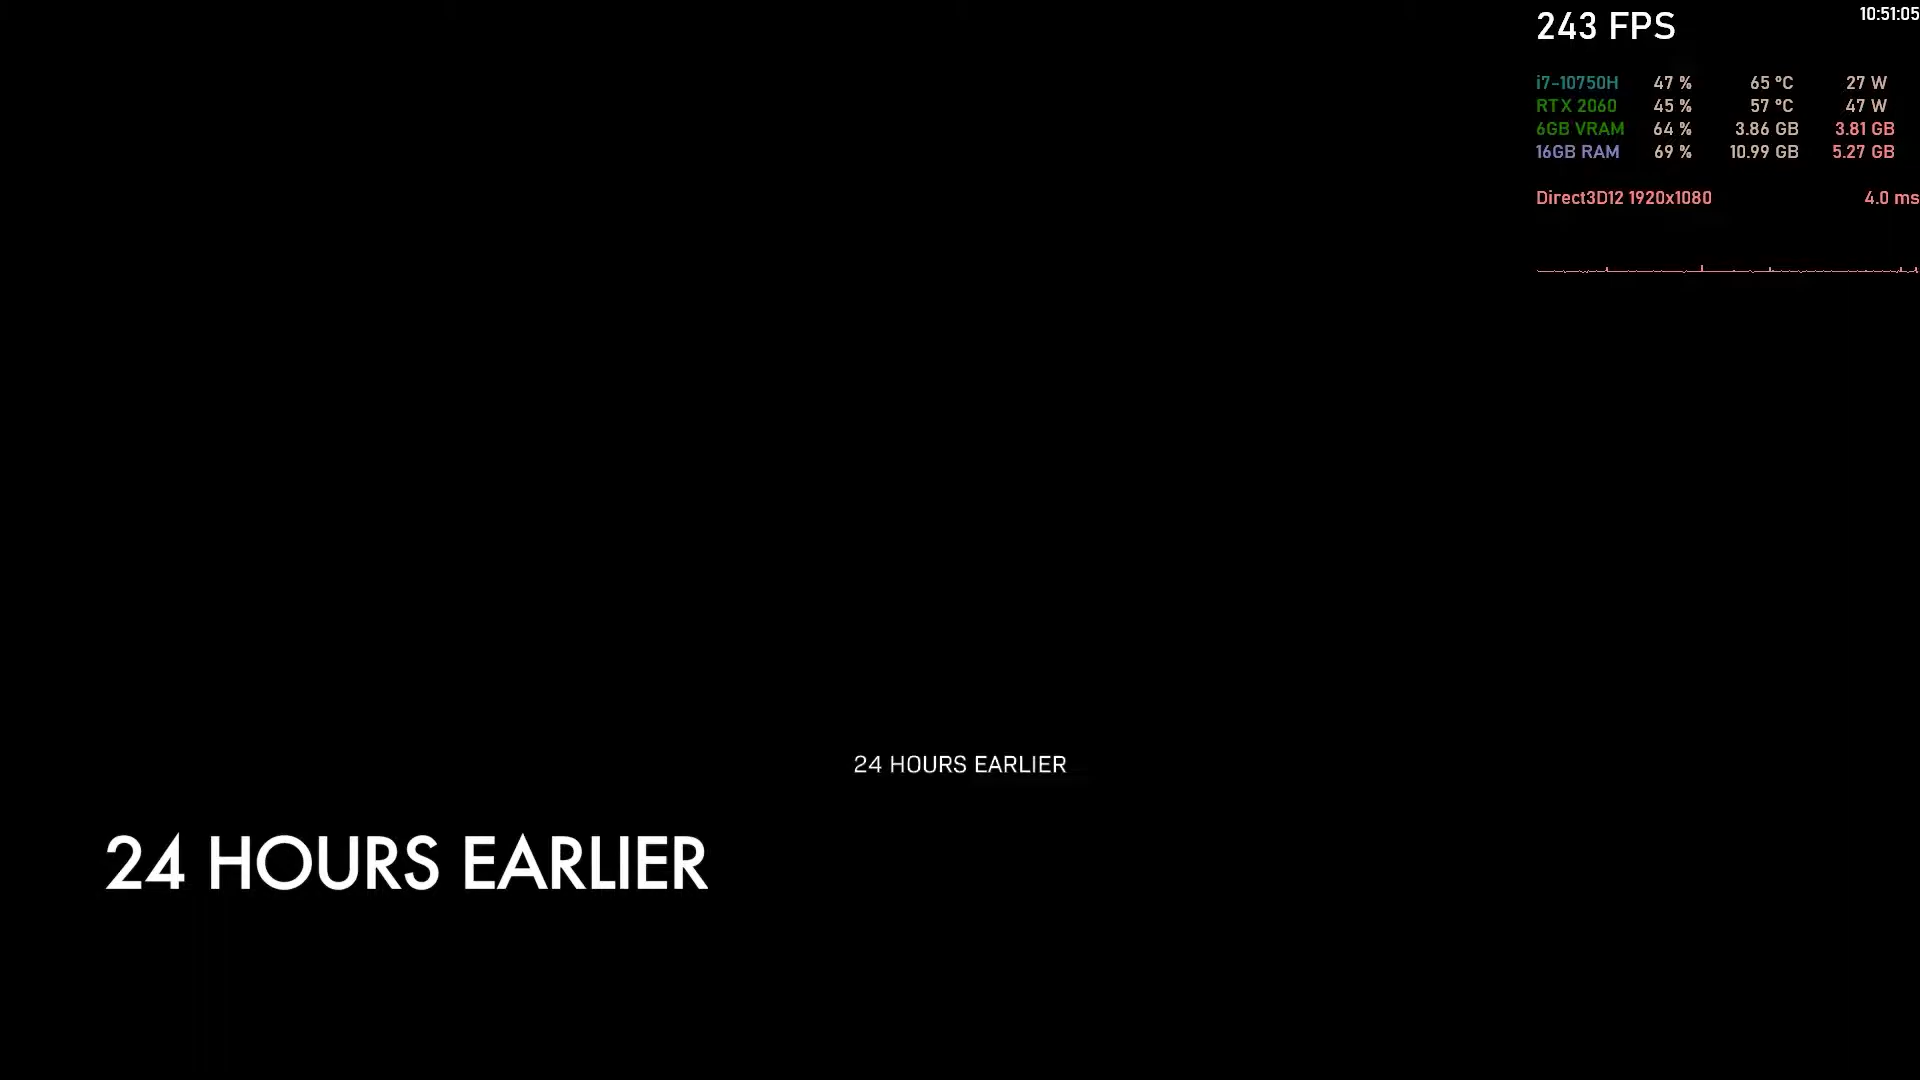 243 FPS 10:51:05
i7-10750H 47 % 65 °C 27 W
RTX 2060 45 % 57 °C 47 W
6GB VRAM 64 % 3.86 GB 3.81 GB
16GB RAM 69 % 10.99 GB 5.27 GB
Direct3D12 1920x1080 4.0 ms
24 HOURS EARLIER
24 HOURS EARLIER